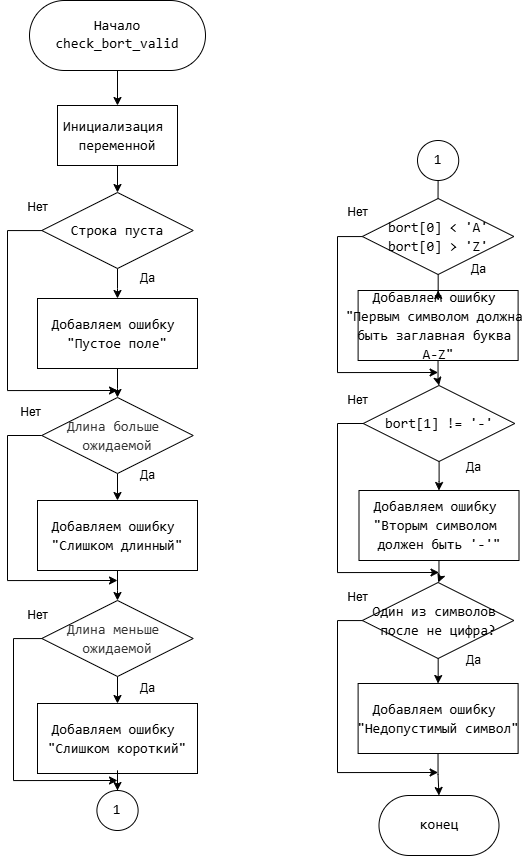 Начало
check_bort_valid
Инициализация
переменной
Строка пуста
Нет
Да
Добавляем ошибку
"Пустое поле"
Длина больше
ожидаемой
Нет
Да
Добавляем ошибку
"Слишком длинный"
Длина меньше
ожидаемой
Нет
Да
Добавляем ошибку
"Слишком короткий"
1
1
bort[0] < 'A'
bort[0] > 'Z'
Нет
Да
Добавляем ошибку
"Первым символом должна
быть заглавная буква
A-Z"
bort[1] != '-'
Нет
Да
Добавляем ошибку
"Вторым символом
должен быть '-'"
Один из символов
после не цифра?
Нет
Да
Добавляем ошибку
"Недопустимый символ"
конец